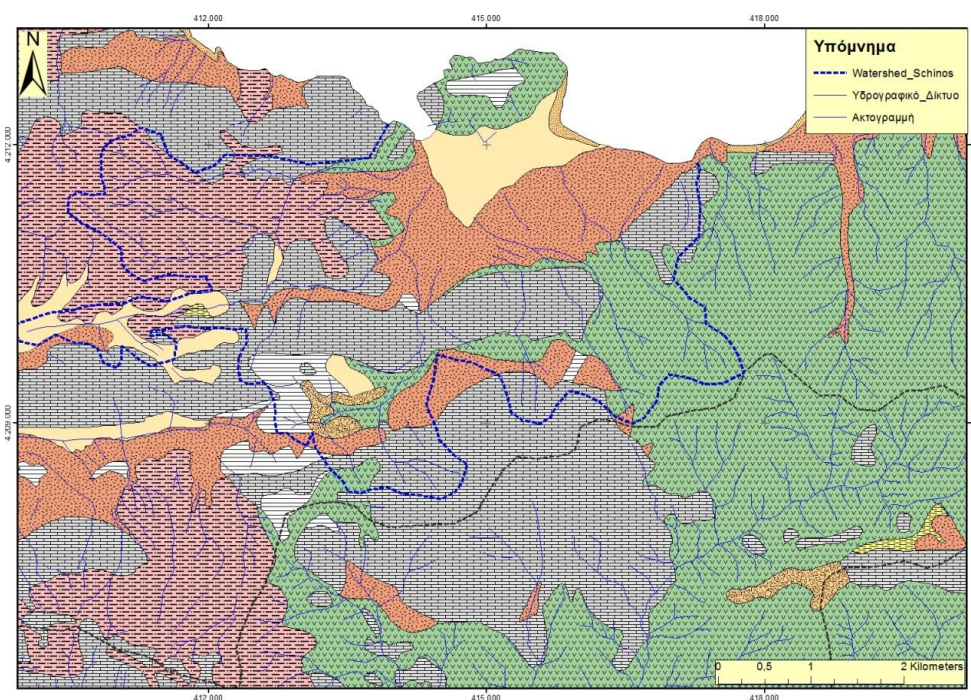 412.000 415.000 418.000
N
Υπόμνημα
Watershed_Schinos
Υδρογραφικό_Δίκτυο
Ακτογραμμή
4.212.000
4.209.000
0 0,5 1 2 Kilometers
412.000 415.000 418.000